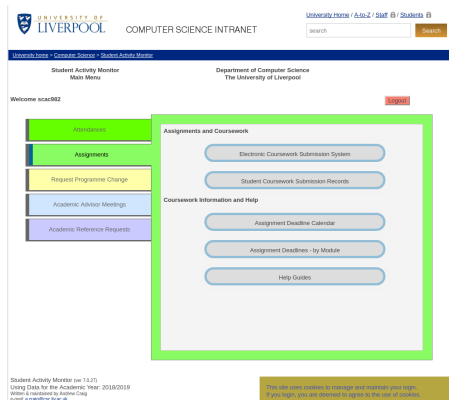 UNIVERSITY OF
LIVERPOOL
COMPUTER SCIENCE INTRANET
University Home / A-to-Z / Staff / Students
search
Search
University home > Computer Science > Student Activity Monitor
Student Activity Monitor
Main Menu
Department of Computer Science
The University of Liverpool
Welcome scac982
Logout
Attendances
Assignments
Request Programme Change
Academic Advisor Meetings
Academic Reference Requests
Assignments and Coursework
Electronic Coursework Submission System
Student Coursework Submission Records
Coursework Information and Help
Assignment Deadline Calendar
Assignment Deadlines - by Module
Help Guides
Student Activity Monitor (ver 7.0.27)
Using Data for the Academic Year: 2018/2019
Written & maintained by Andrew Craig
This site uses cookies to manage and maintain your login.
If you login, you are deemed to agree to the use of cookies.